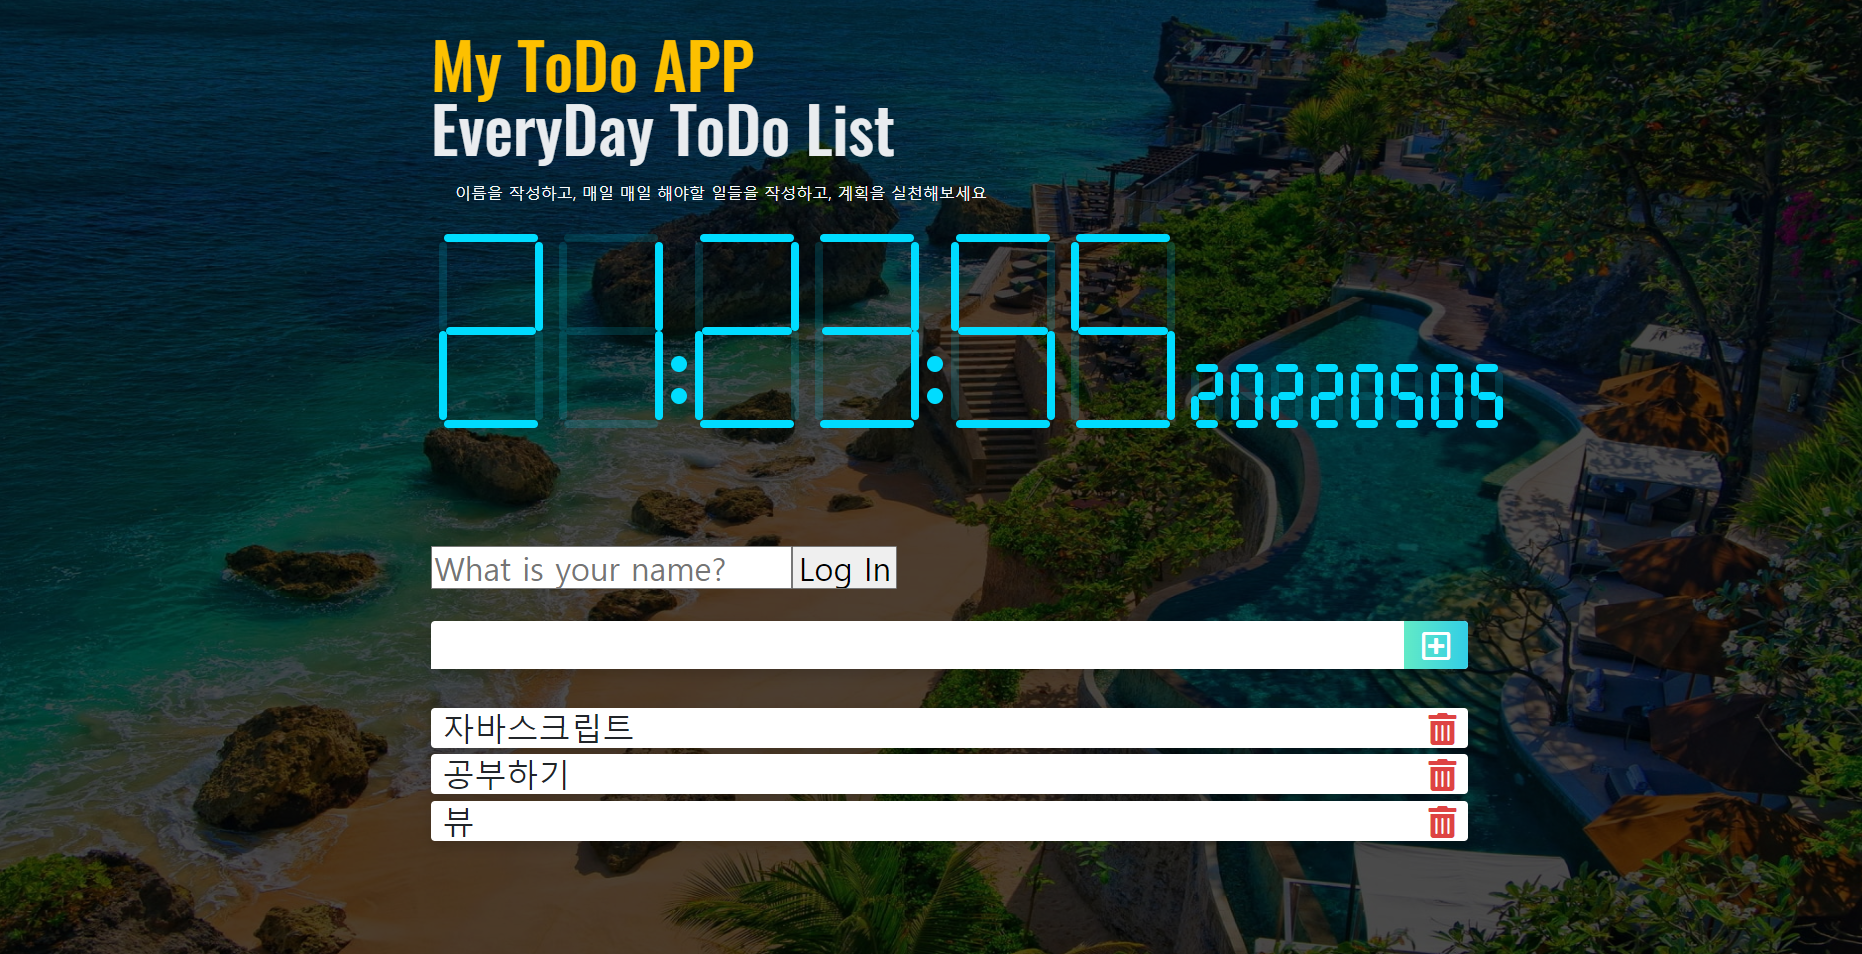 My ToDo APP
EveryDay ToDo List
이름을 작성하고, 매일 매일 해야할 일들을 작성하고, 계획을 실천해보세요
21:23:55 20220505
What is your name? Log In
자바스크립트
공부하기
뷰